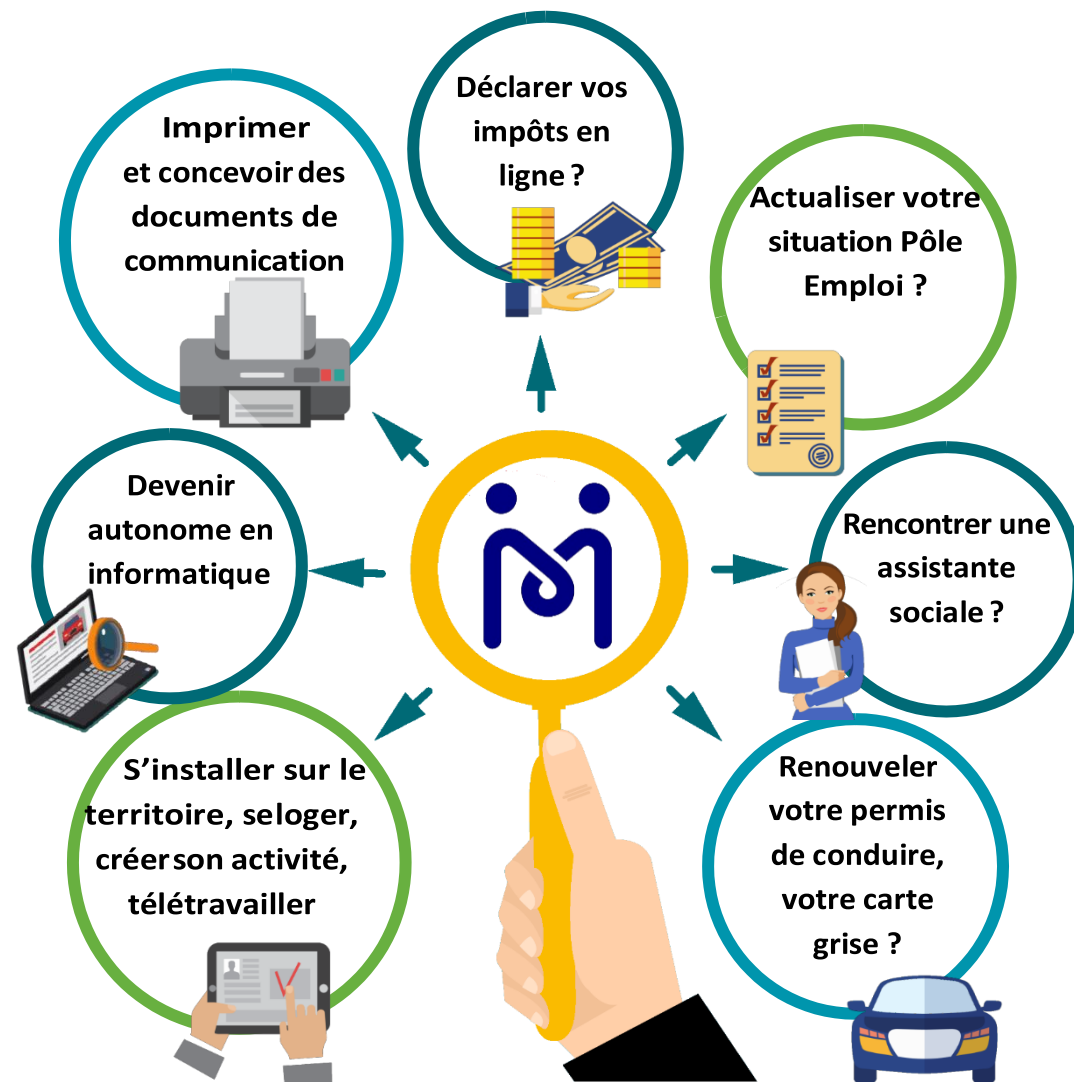 Déclarer vos
impôts en
ligne ?
Imprimer
et concevoir des
documents de
communication
Actualiser votre
situation Pôle
Emploi ?
Devenir
autonome en
informatique
Rencontrer une
assistante
sociale ?
S’installer sur le
territoire, seloger,
créer son activité,
télétravailler
Renouveler
votre permis
de conduire,
votre carte
grise ?